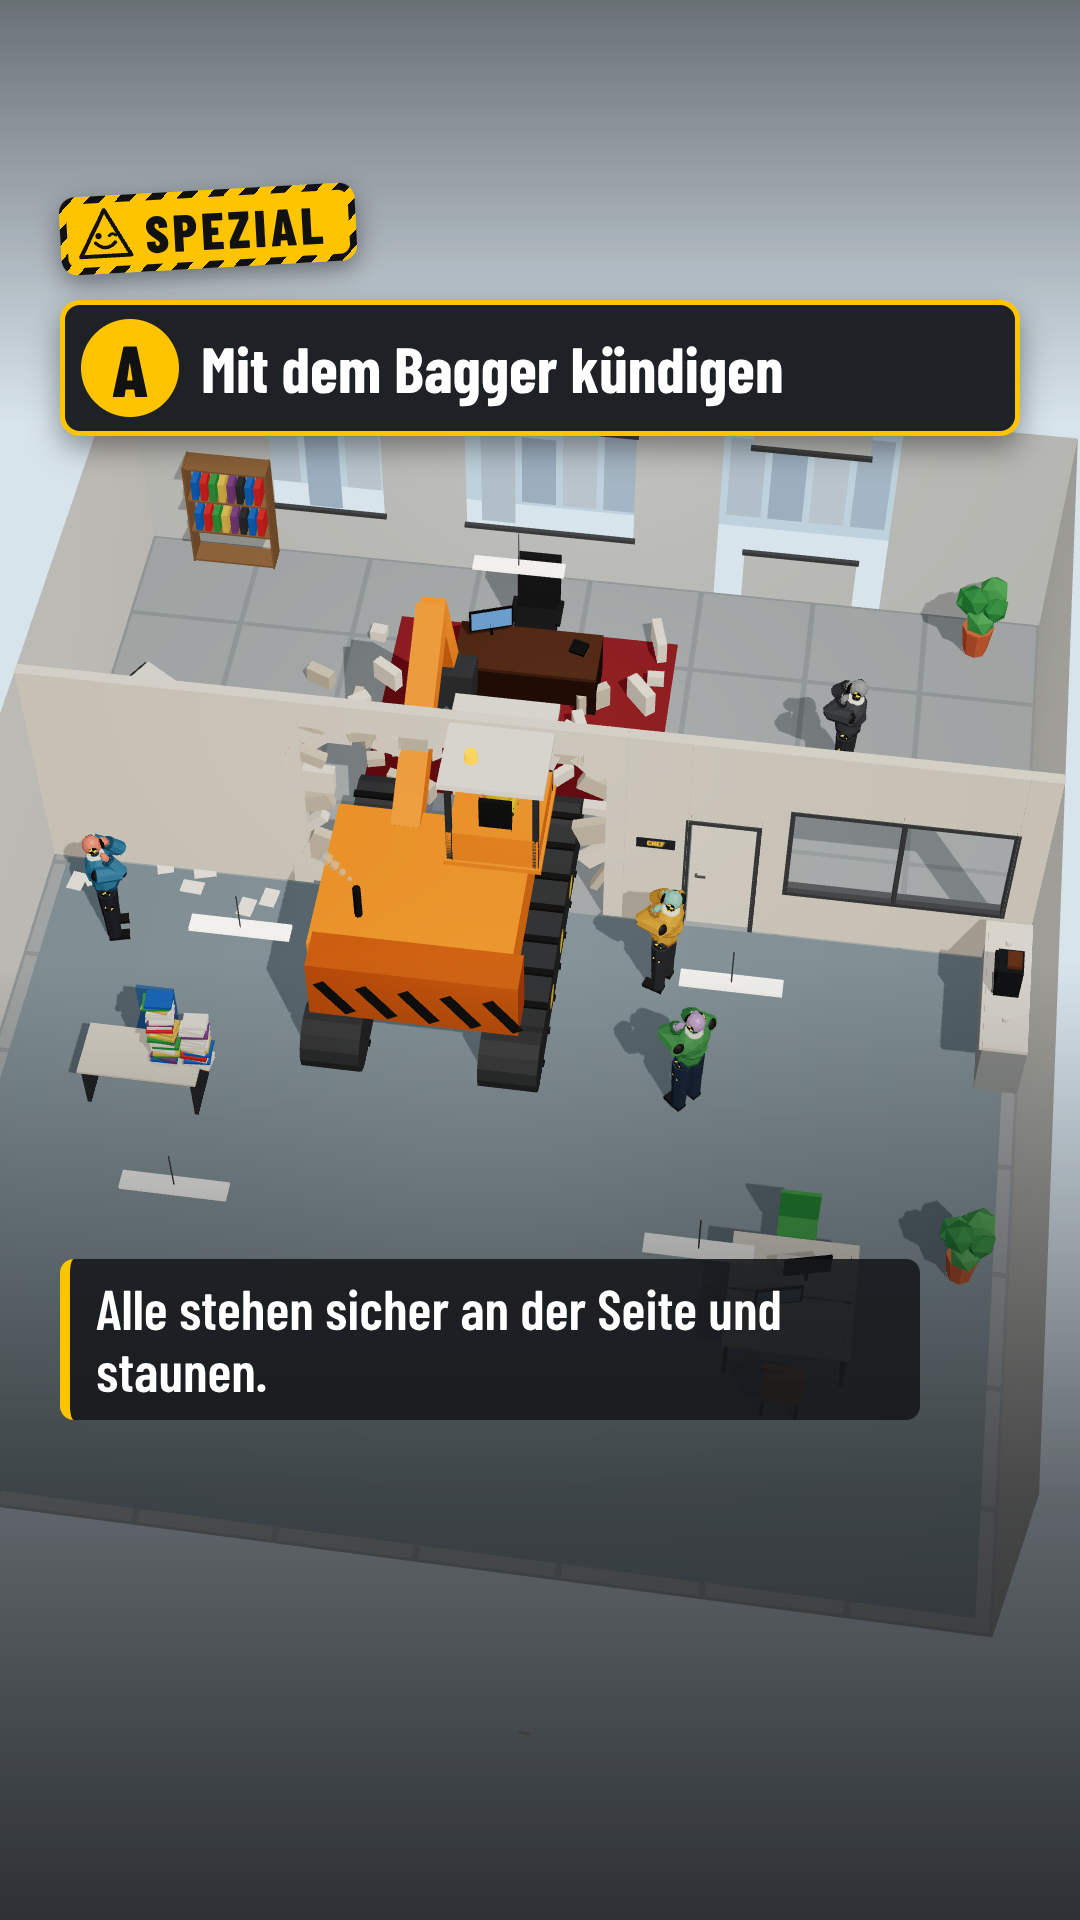 SPEZIAL
A Mit dem Bagger kündigen
CHEF
Alle stehen sicher an der Seite und
staunen.